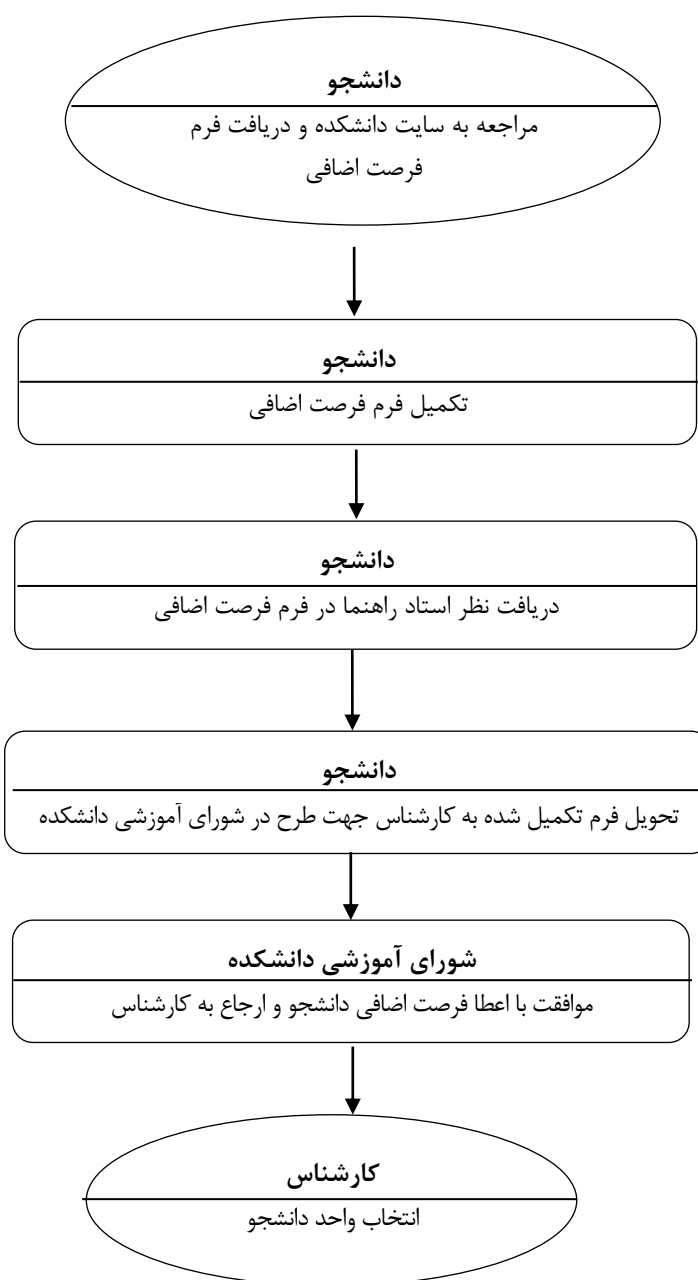 دانشجو
مراجعه به سایت دانشکده و دریافت فرم
فرصت اضافی
دانشجو
تکمیل فرم فرصت اضافی
دانشجو
دریافت نظر استاد راهنما در فرم فرصت اضافی
دانشجو
تحویل فرم تکمیل شده به کارشناس جهت طرح در شورای آموزشی دانشکده
شورای آموزشی دانشکده
موافقت با اعطا فرصت اضافی دانشجو و ارجاع به کارشناس
کارشناس
انتخاب واحد دانشجو